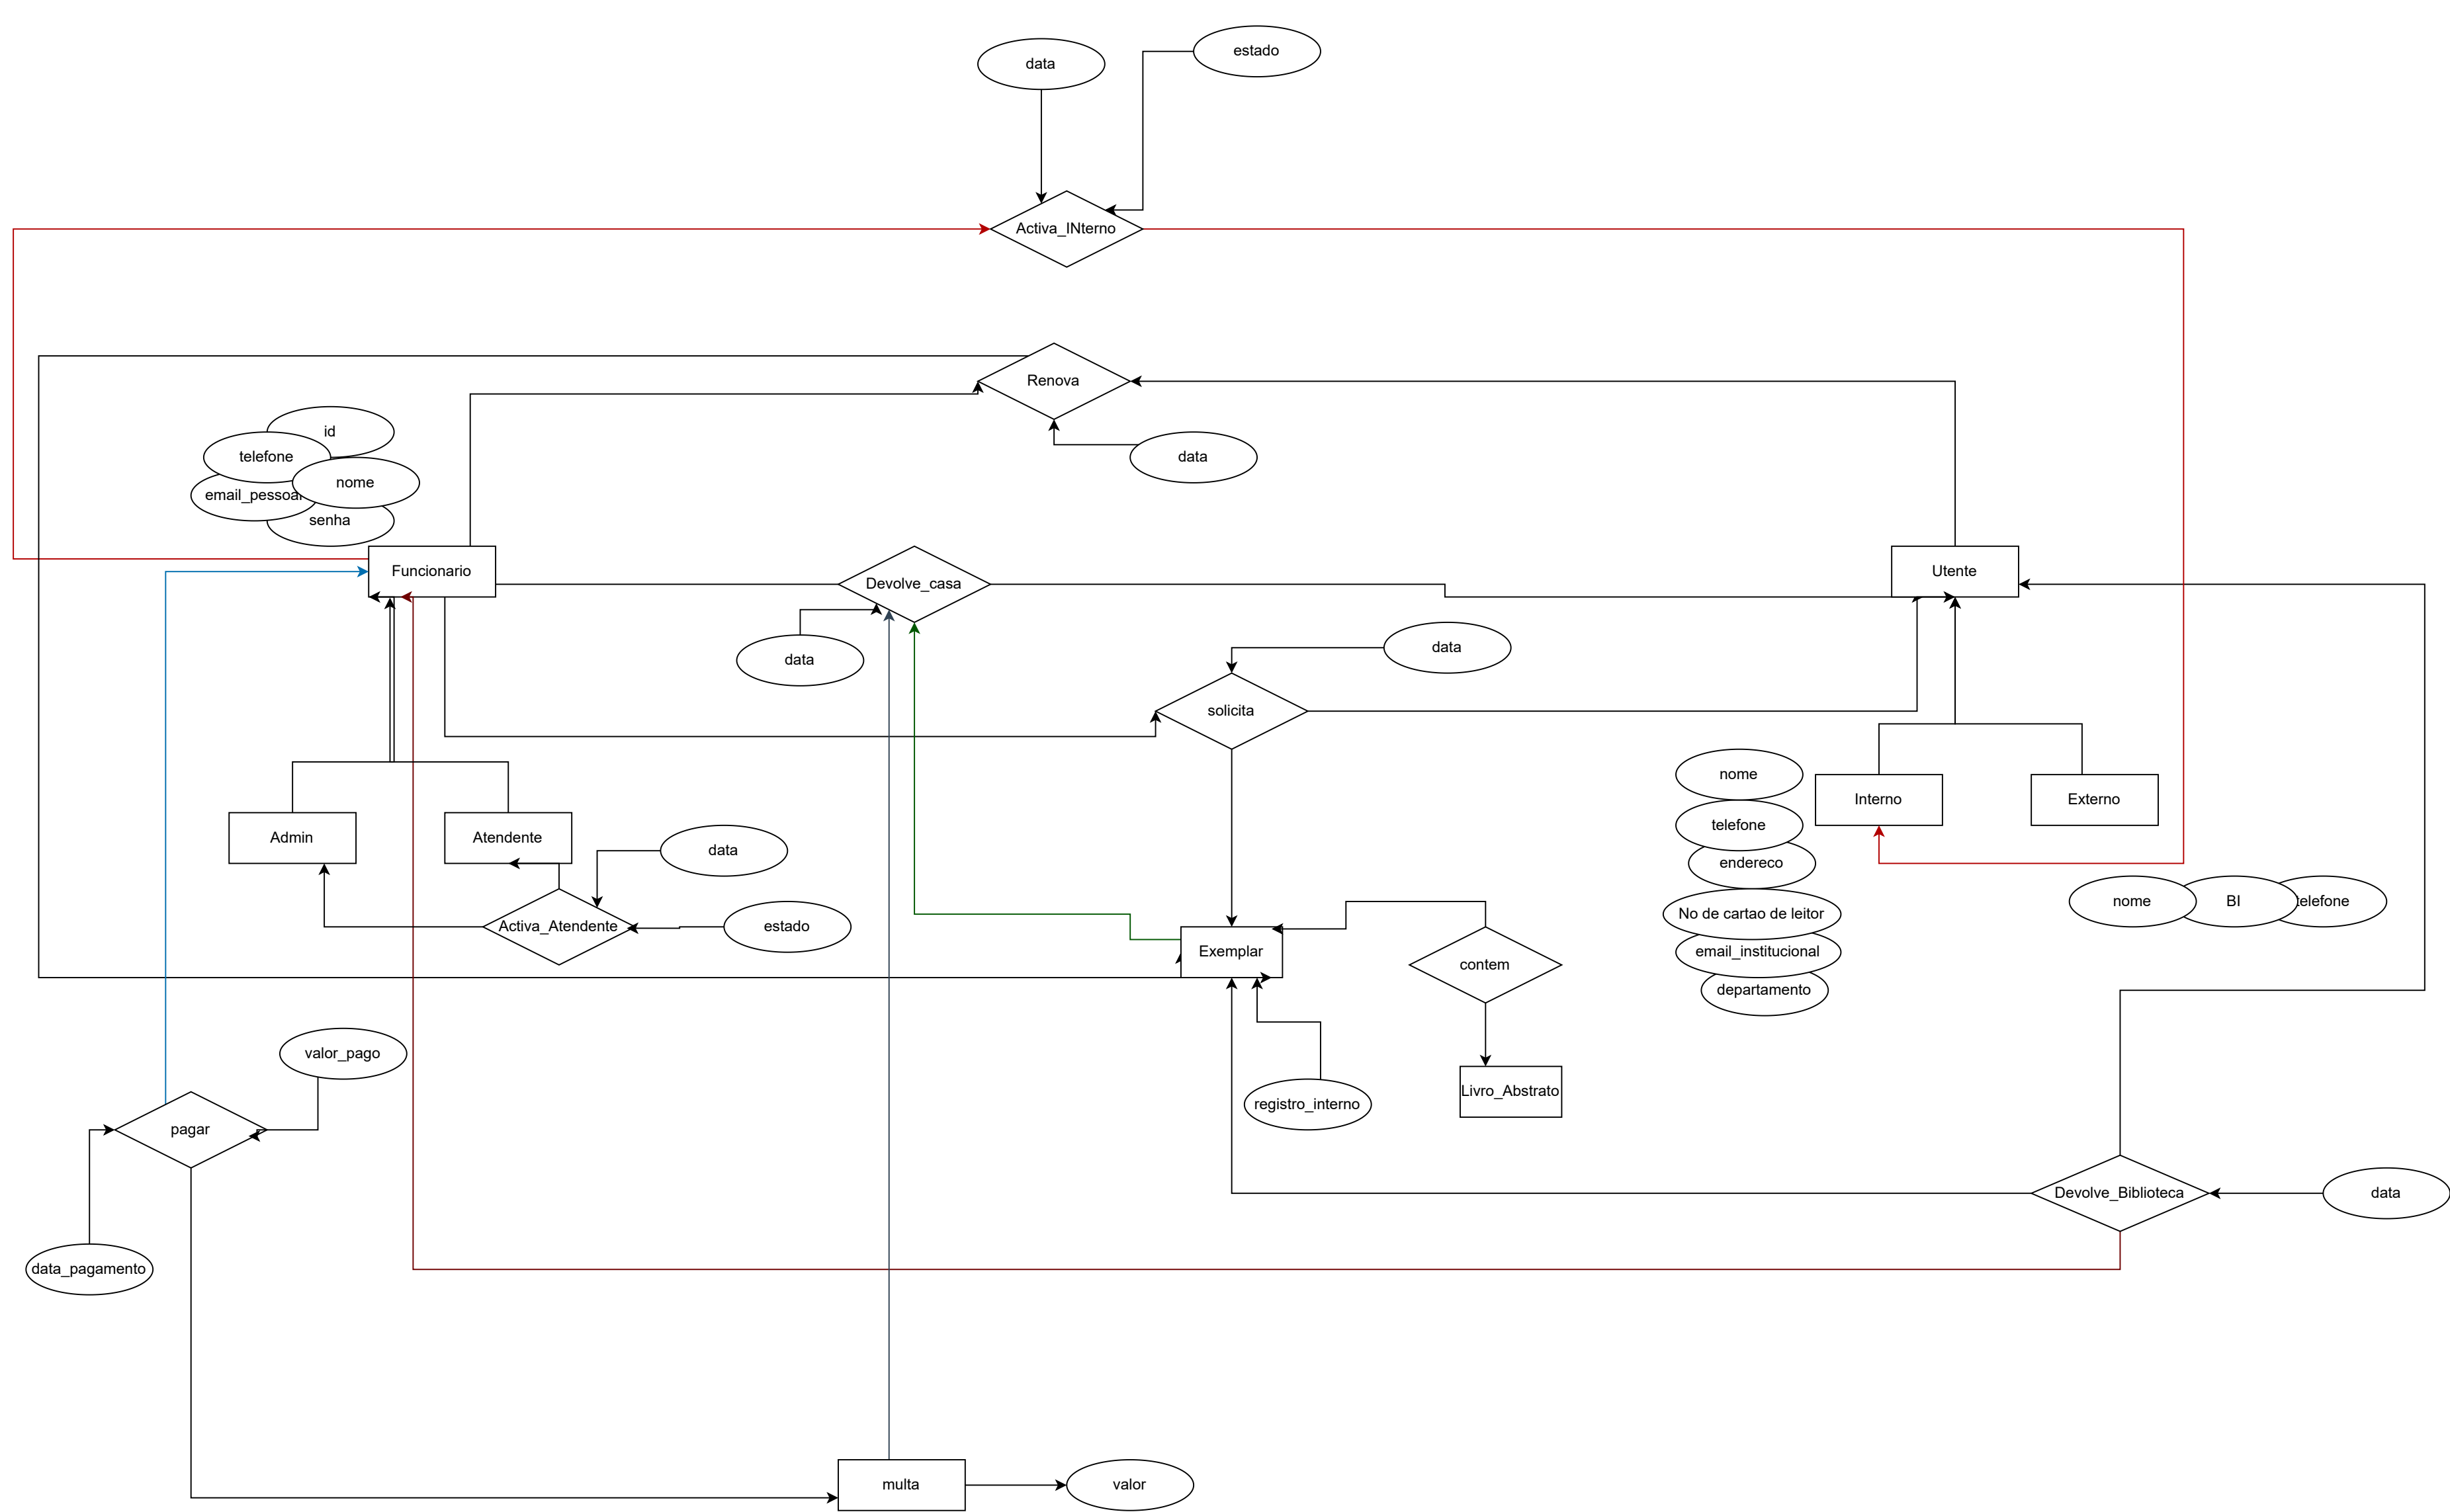 estado
data
Activa_INterno
Renova
id
telefone
data
nome
email_pessoal
senha
Funcionario
Devolve_casa
Utente
data
data
solicita
nome
Interno
Externo
telefone
Admin
Atendente
data
endereco
nome
BI
telefone
No de cartao de leitor
Activa_Atendente
estado
Exemplar
email_institucional
contem
departamento
valor_pago
Livro_Abstrato
registro_interno
pagar
Devolve_Biblioteca
data
data_pagamento
multa
valor